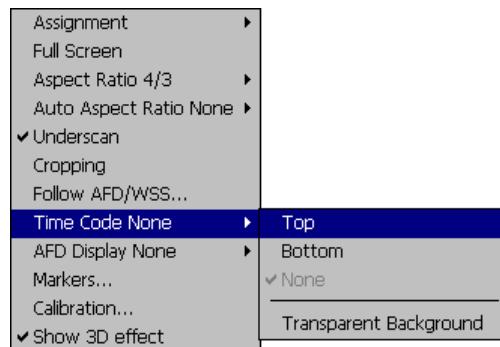 Assignment
Full Screen
Aspect Ratio 4/3
Auto Aspect Ratio None
Underscan
Cropping
Follow AFD/WSS...
Time Code None
Top
AFD Display None
Bottom
Markers...
None
Calibration...
Show 3D effect
Transparent Background